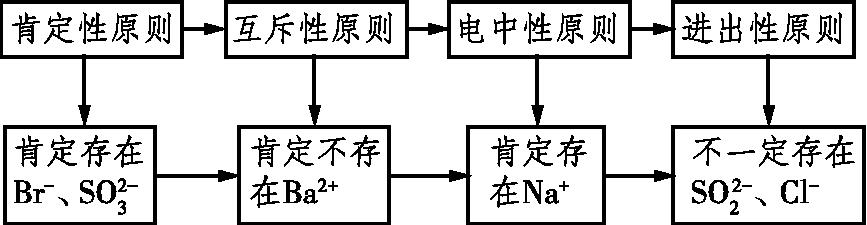 肯定性原则 互斥性原则 电中性原则 进出性原则
肯定存在 肯定不存 肯定存 不一定存在
Br⁻、SO₃²⁻ 在Ba²⁺ 在Na⁺ SO₂²⁻、Cl⁻